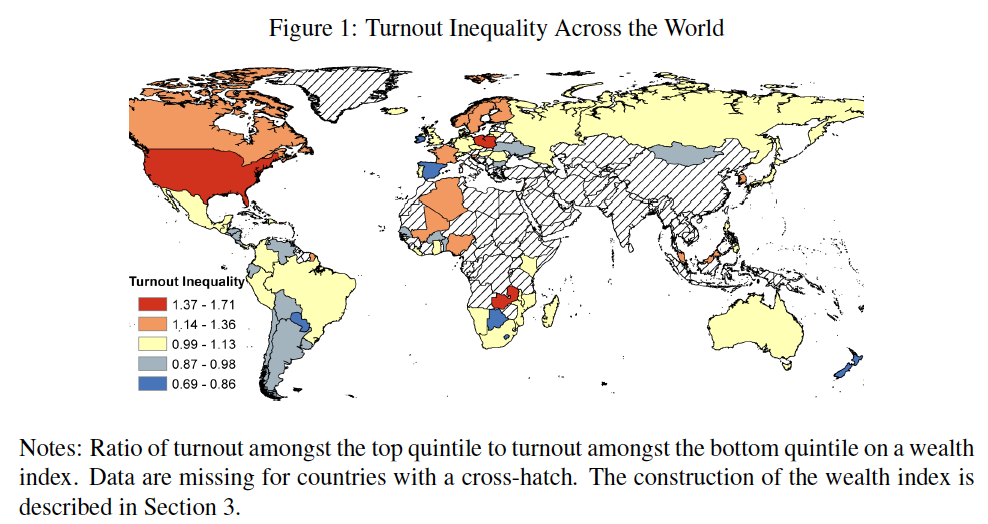 Figure 1: Turnout Inequality Across the World
Turnout Inequality
1.37 - 1.71
1.14 - 1.36
0.99 - 1.13
0.87 - 0.98
0.69 - 0.86
Notes: Ratio of turnout amongst the top quintile to turnout amongst the bottom quintile on a wealth
index. Data are missing for countries with a cross-hatch. The construction of the wealth index is
described in Section 3.